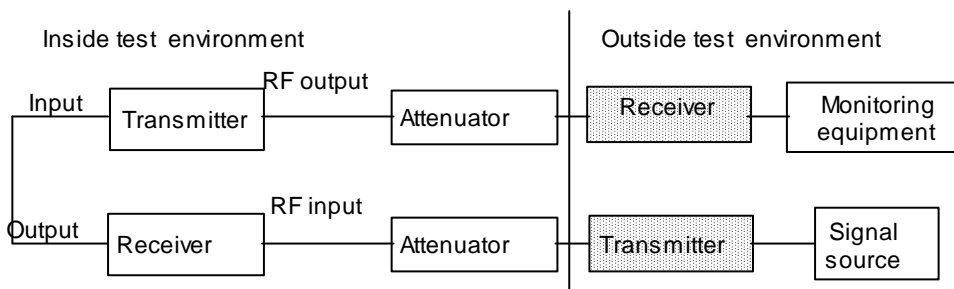 Inside test environment
Outside test environment
RF output
Input
Transmitter
Attenuator
Receiver
Monitoring
equipment
RF input
Output
Receiver
Attenuator
Transmitter
Signal
source